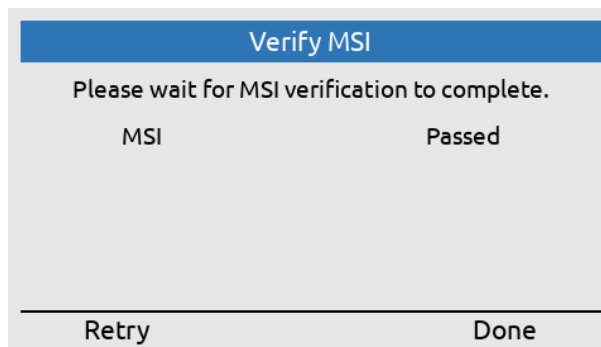 Verify MSI
Please wait for MSI verification to complete.
MSI Passed
Retry Done